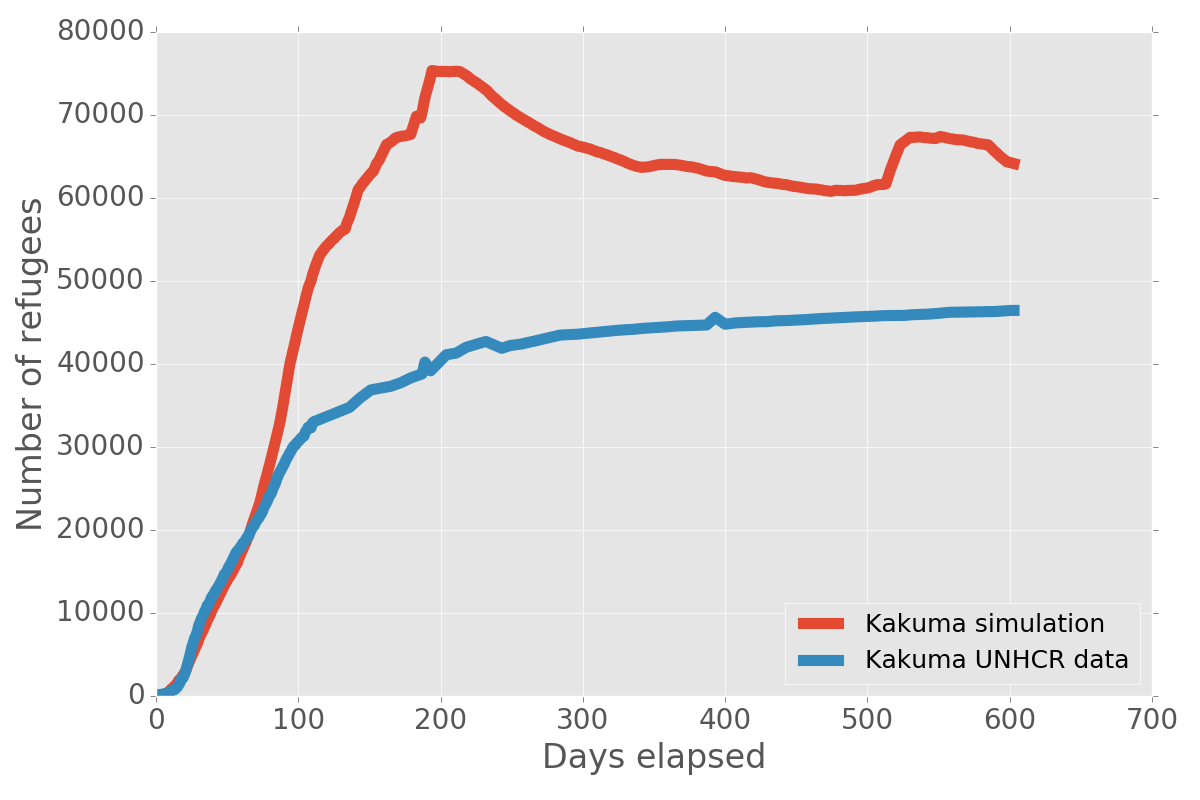 80000
70000
60000
50000
40000
30000
20000
10000
0
Number of refugees
0 100 200 300 400 500 600 700
Days elapsed
Kakuma simulation
Kakuma UNHCR data